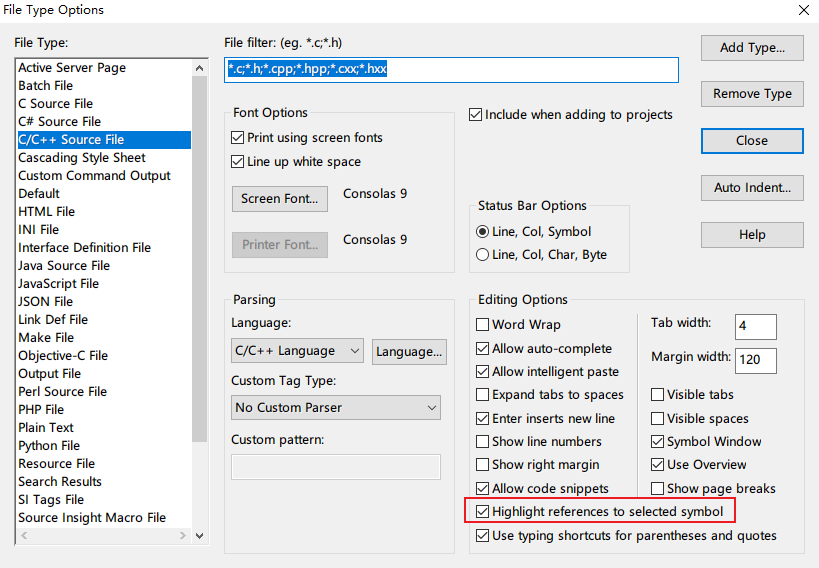 File Type Options
File Type:
Active Server Page
Batch File
C Source File
C# Source File
C/C++ Source File
Cascading Style Sheet
Custom Command Output
Default
HTML File
INI File
Interface Definition File
Java Source File
JavaScript File
JSON File
Link Def File
Make File
Objective-C File
Output File
Perl Source File
PHP File
Plain Text
Python File
Resource File
Search Results
SI Tags File
Source Insight Macro File
File filter: (eg. *.c;*.h)
*.c;*.h;*.cpp;*.hpp;*.cxx;*.hxx
Font Options
Print using screen fonts
Line up white space
Screen Font...
Consolas 9
Printer Font...
Consolas 9
Include when adding to projects
Status Bar Options
Line, Col, Symbol
Line, Col, Char, Byte
Add Type...
Remove Type
Close
Auto Indent...
Help
Parsing
Language:
C/C++ Language
Language...
Custom Tag Type:
No Custom Parser
Custom pattern:
Editing Options
Word Wrap
Allow auto-complete
Allow intelligent paste
Expand tabs to spaces
Enter inserts new line
Show line numbers
Show right margin
Allow code snippets
Highlight references to selected symbol
Use typing shortcuts for parentheses and quotes
Tab width:
4
Margin width:
120
Visible tabs
Visible spaces
Symbol Window
Use Overview
Show page breaks